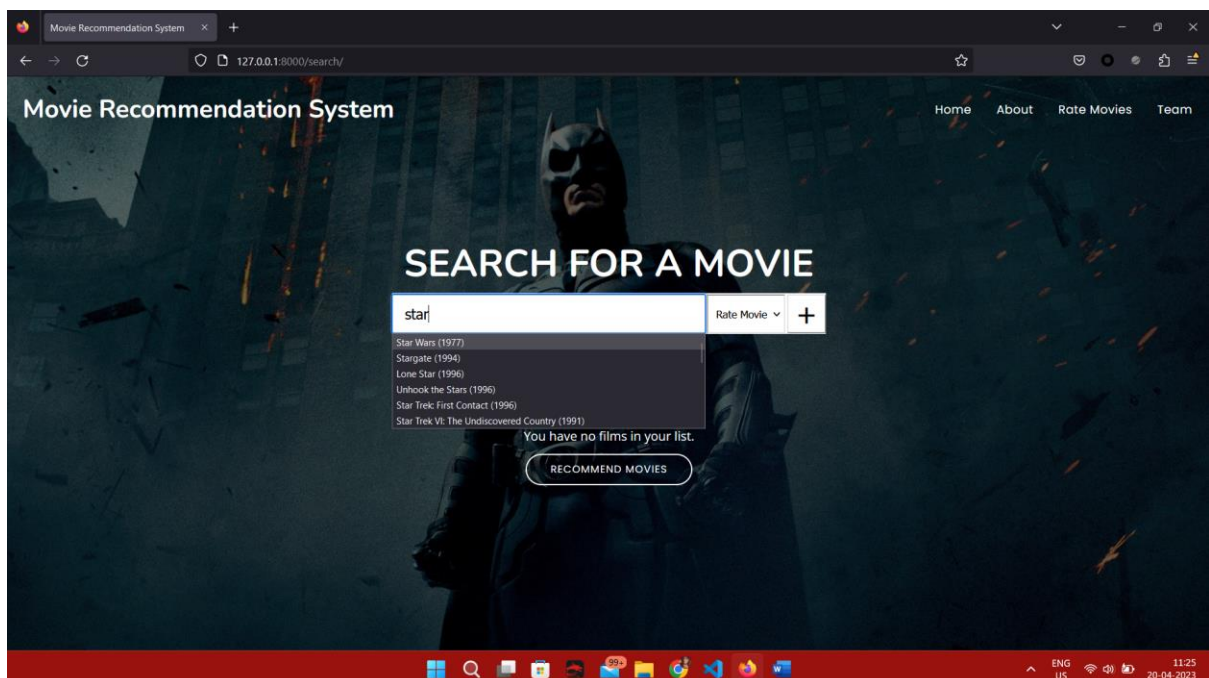 Movie Recommendation System
127.0.0.1:8000/search/
Movie Recommendation System
Home About Rate Movies Team
SEARCH FOR A MOVIE
star Rate Movie +
Star Wars (1977)
Stargate (1994)
Lone Star (1996)
Unhook the Stars (1996)
Star Trek: First Contact (1996)
Star Trek VI: The Undiscovered Country (1991)
You have no films in your list.
RECOMMEND MOVIES
99+
ENG 11:25
US 20-04-2023